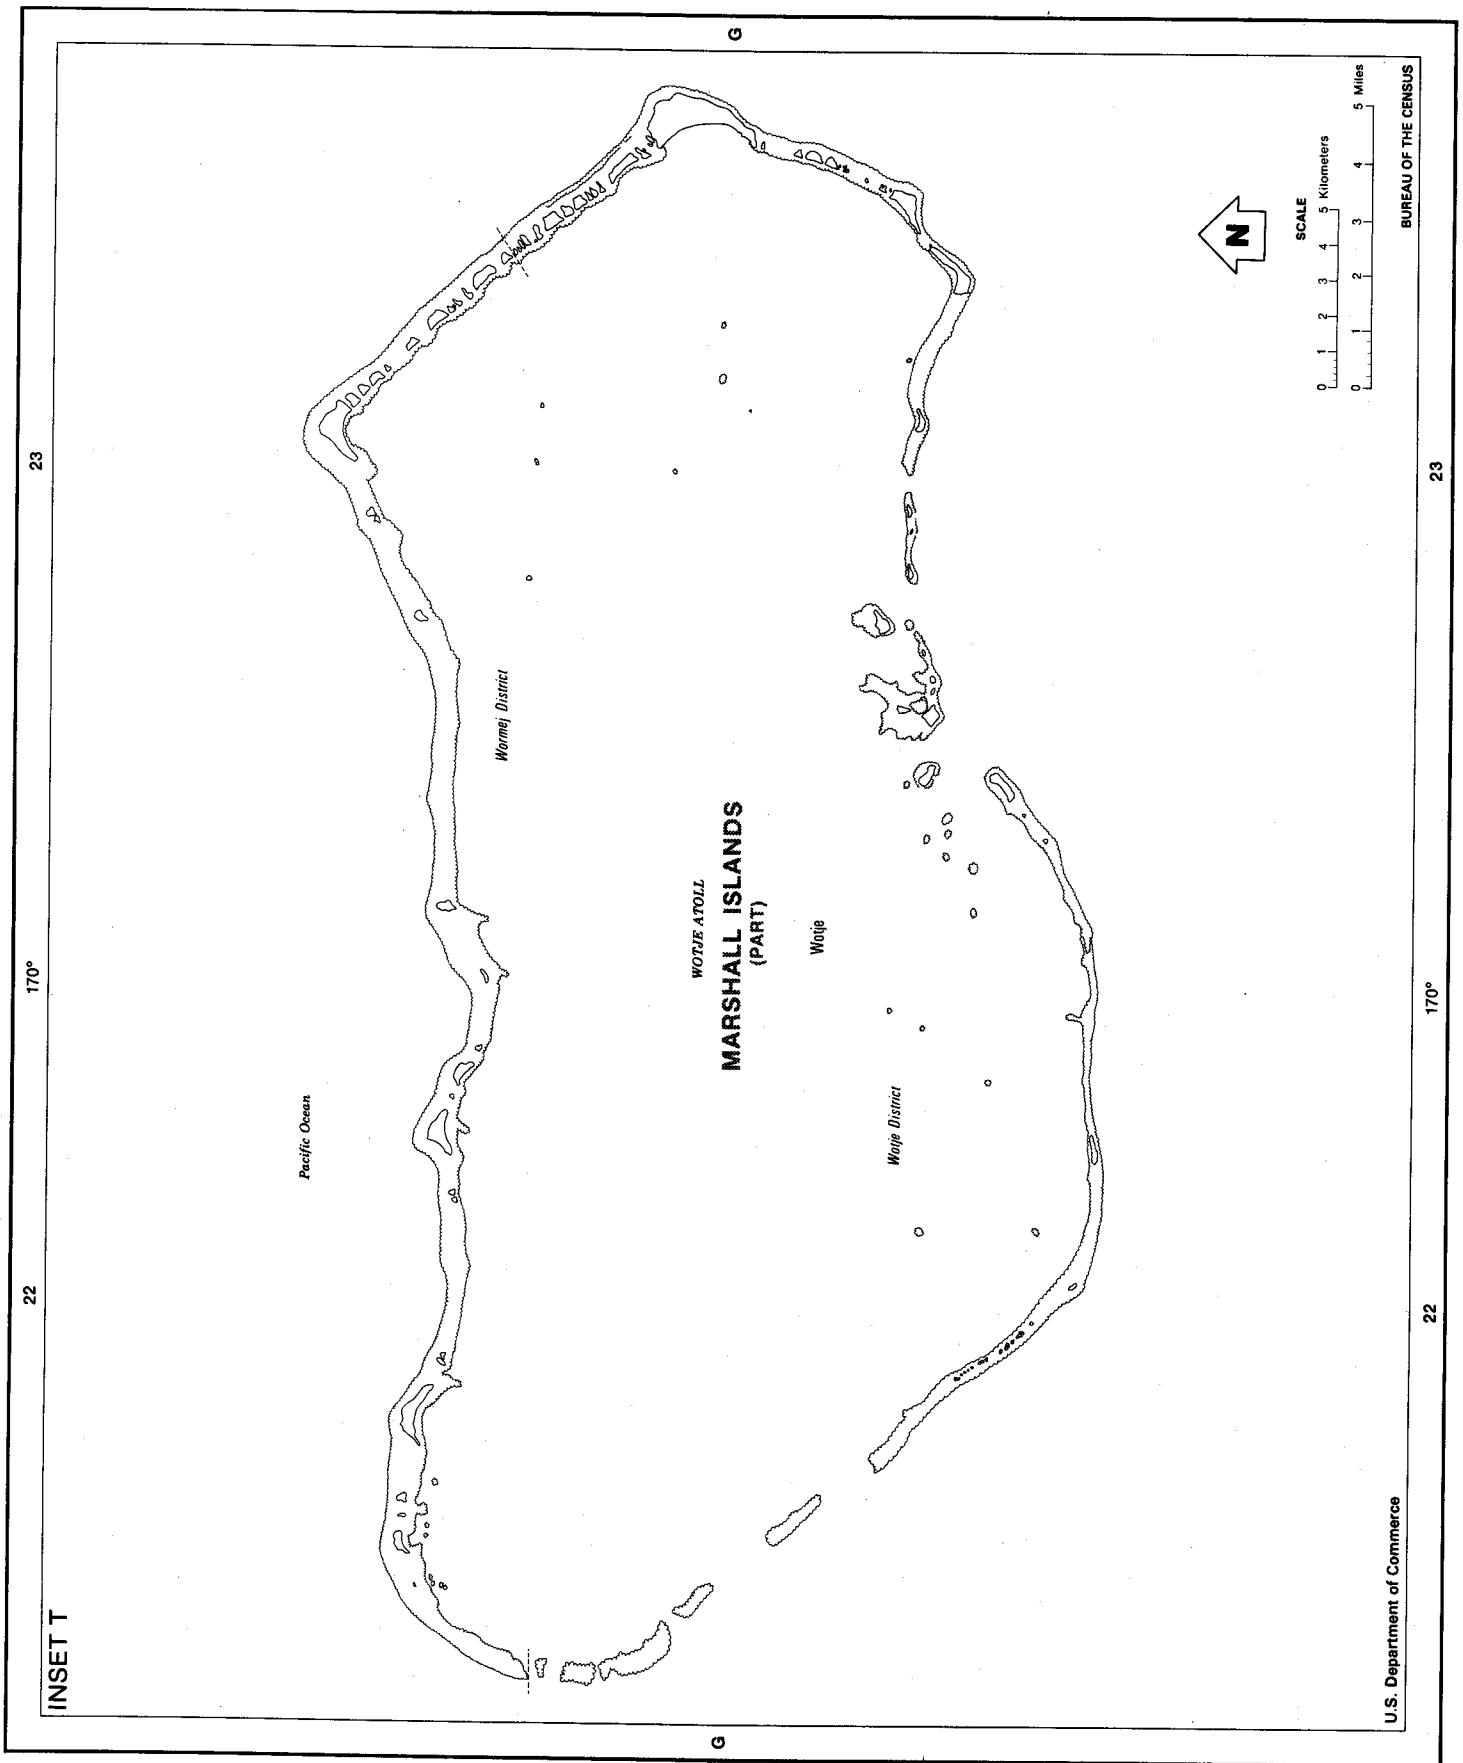 INSET T
22
170°
23
G
G
Pacific Ocean
Wormej District
WOTJE ATOLL
MARSHALL ISLANDS
(PART)
Wotje
Wotje District
N
SCALE
0 1 2 3 4 5 Kilometers
0 1 2 3 4 5 Miles
U.S. Department of Commerce
BUREAU OF THE CENSUS
22
170°
23